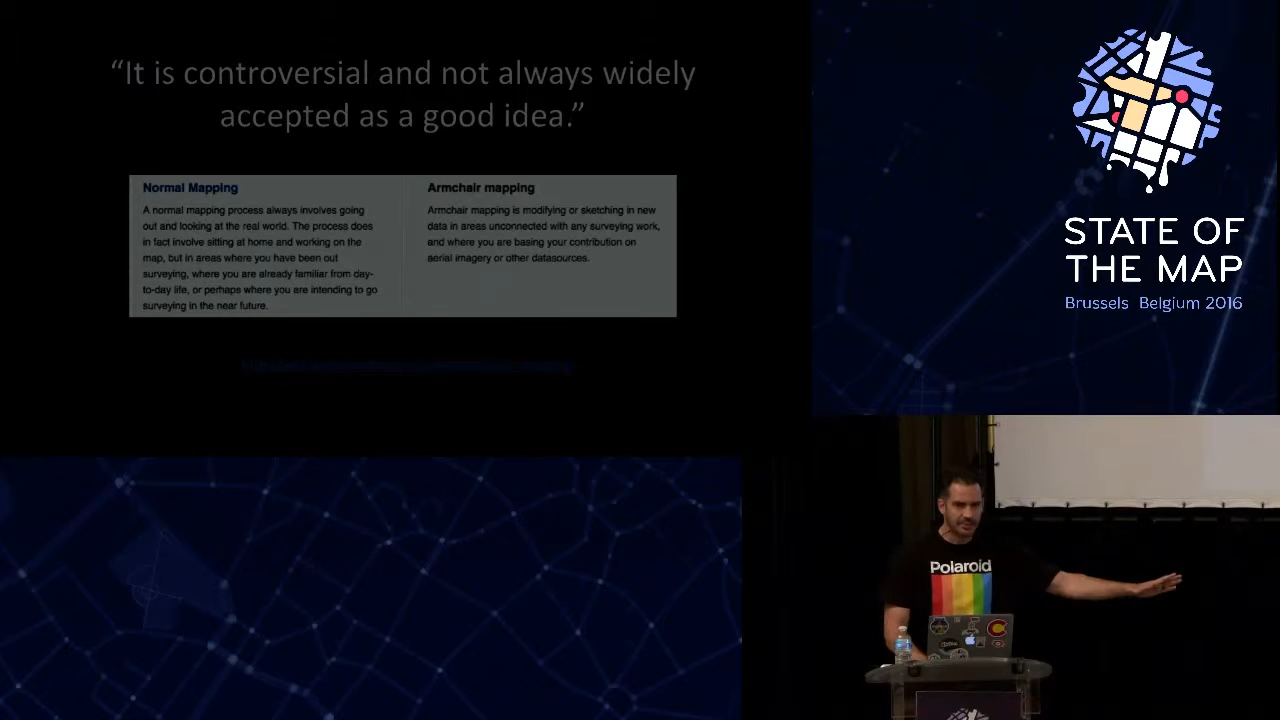 “It is controversial and not always widely
accepted as a good idea.”
Normal Mapping
A normal mapping process always involves going
out and looking at the real world. The process does
in fact involve sitting at home and working on the
map, but in areas where you have been out
surveying, where you are already familiar from day-
to-day life, or perhaps where you are intending to go
surveying in the near future.
Armchair mapping
Armchair mapping is modifying or sketching in new
data in areas unconnected with any surveying work,
and where you are basing your contribution on
aerial imagery or other datasources.
STATE OF
THE MAP
Brussels Belgium 2016
Polaroid